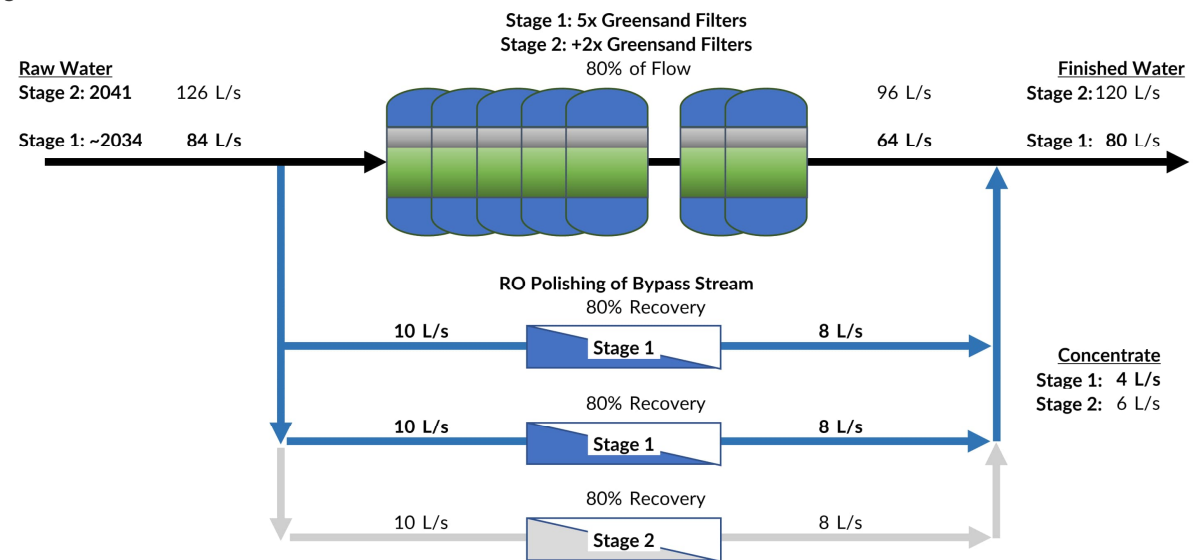 Stage 1: 5x Greensand Filters
Stage 2: +2x Greensand Filters
80% of Flow
Raw Water
Stage 2: 2041 126 L/s
Stage 1: ~2034 84 L/s
96 L/s
64 L/s
Finished Water
Stage 2: 120 L/s
Stage 1: 80 L/s
RO Polishing of Bypass Stream
80% Recovery
10 L/s Stage 1 8 L/s
80% Recovery
10 L/s Stage 1 8 L/s
80% Recovery
10 L/s Stage 2 8 L/s
Concentrate
Stage 1: 4 L/s
Stage 2: 6 L/s